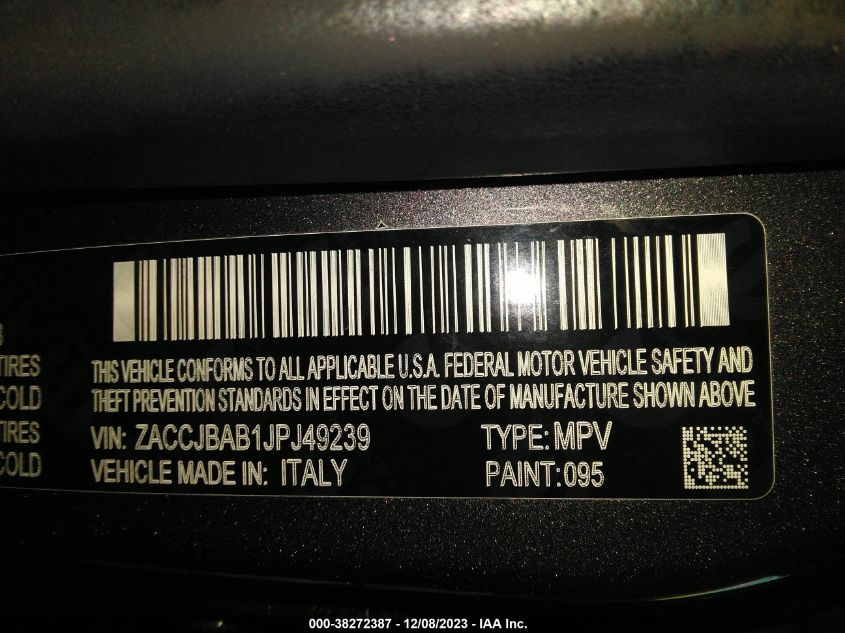 TIRES
COLD
TIRES
COLD
THIS VEHICLE CONFORMS TO ALL APPLICABLE U.S.A. FEDERAL MOTOR VEHICLE SAFETY AND
THEFT PREVENTION STANDARDS IN EFFECT ON THE DATE OF MANUFACTURE SHOWN ABOVE
VIN: ZACCJBAB1JPJ49239 TYPE: MPV
VEHICLE MADE IN: ITALY PAINT: 095
000-38272387 - 12/08/2023 - IAA Inc.